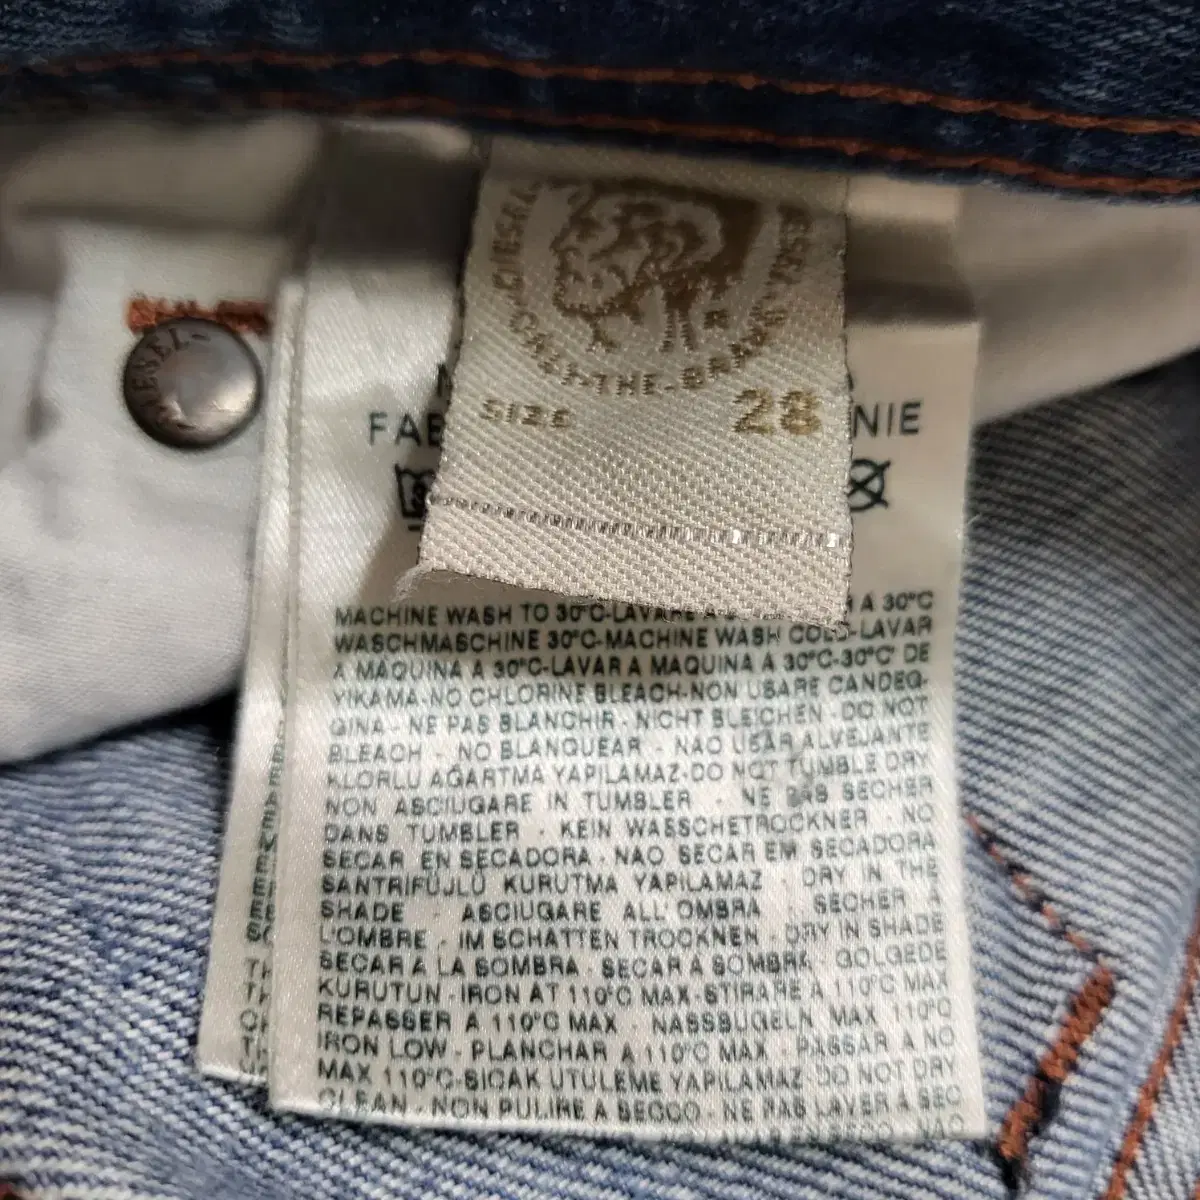 DIESEL
DIESEL
ONLY-THE-BRA
SIZE 28
FAB NIE
MACHINE WASH TO 30°C-LAVARE A 30°C
WASCHMASCHINE 30°C-MACHINE WASH COLD-LAVAR
A MAQUINA A 30°C-LAVAR A MAQUINA A 30°C-30°C' DE
YIKAMA-NO CHLORINE BLEACH-NON USARE CANDEG-
GINA - NE PAS BLANCHIR - NICHT BLEICHEN - DO NOT
BLEACH - NO BLANQUEAR - NAO USAR ALVEJANTE
KLORLU AĞARTMA YAPILAMAZ-DO NOT TUMBLE DRY
NON ASCIUGARE IN TUMBLER - NE PAS SECHER
DANS TUMBLER - KEIN WASSCHETROCKNER - NO
SECAR EN SECADORA - NAO SECAR EM SECADORA
SANTRIFÜJLÜ KURUTMA YAPILAMAZ - DRY IN THE
SHADE - ASCIUGARE ALL'OMBRA - SECHER A
L'OMBRE - IM SCHATTEN TROCKNEN - DRY IN SHADE
SECAR A LA SOMBRA - SECAR A SOMBRA - GOLGEDE
KURUTUN - IRON AT 110°C MAX - STIRARE A 110°C MAX
REPASSER A 110°C MAX - NASSBUGELN MAX 110°C
IRON LOW - PLANCHAR A 110°C MAX - PASSAR A NO
MAX 110°C-SICAK UTULEME YAPILAMAZ DO NOT DRY
CLEAN - NON PULIRE A SECCO - NE PAS LAVER A SEC